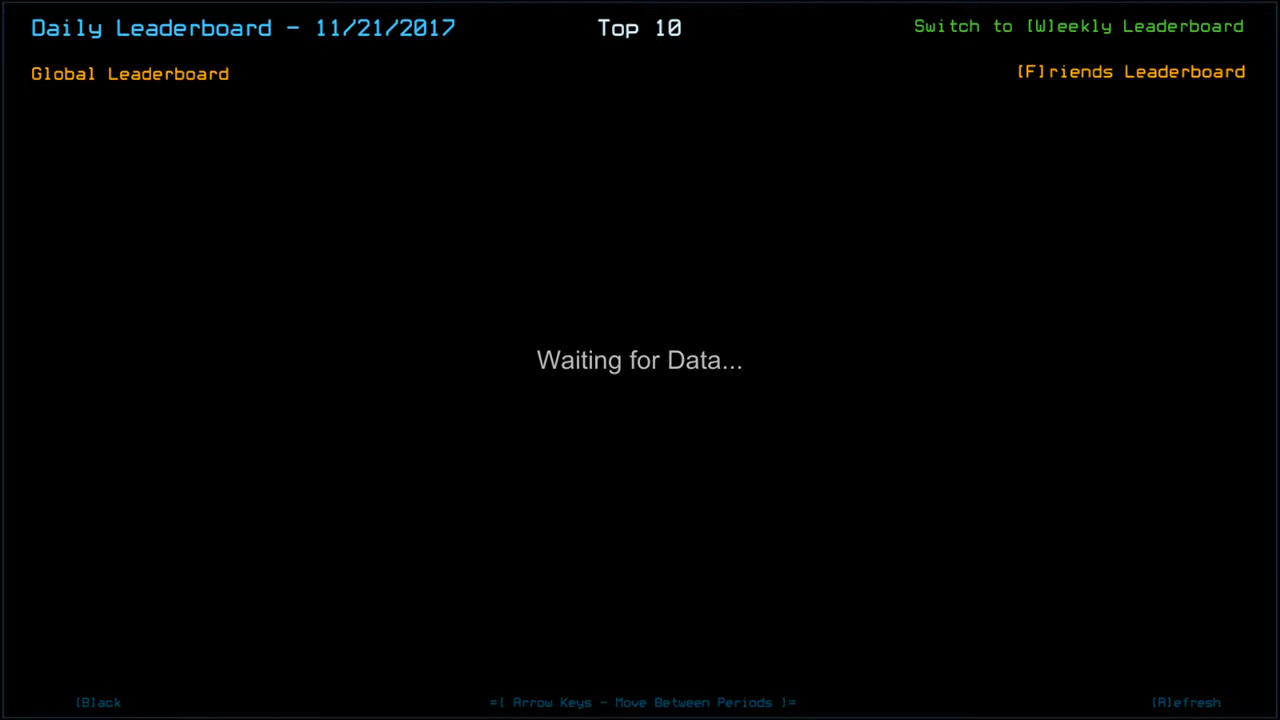 Daily Leaderboard - 11/21/2017 Top 10 Switch to [W]eekly Leaderboard
Global Leaderboard [F]riends Leaderboard
Waiting for Data...
[B]ack =[ Arrow Keys - Move Between Periods ]= [R]efresh